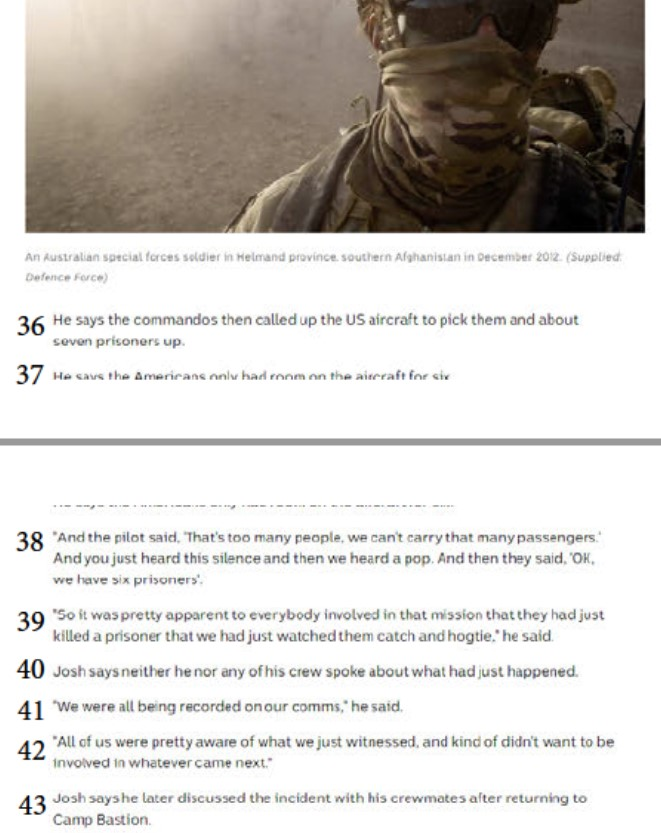 An Australian special forces soldier in Helmand province, southern Afghanistan in December 2012. (Supplied:
Defence Force)
36 He says the commandos then called up the US aircraft to pick them and about
seven prisoners up.
37 He says the Americans only had room on the aircraft for six
38 "And the pilot said, 'That's too many people, we can't carry that many passengers.'
And you just heard this silence and then we heard a pop. And then they said, 'OK,
we have six prisoners'.
39 "So it was pretty apparent to everybody involved in that mission that they had just
killed a prisoner that we had just watched them catch and hogtie," he said.
40 Josh says neither he nor any of his crew spoke about what had just happened.
41 "We were all being recorded on our comms," he said.
42 "All of us were pretty aware of what we just witnessed, and kind of didn't want to be
involved in whatever came next."
43 Josh says he later discussed the incident with his crewmates after returning to
Camp Bastion.